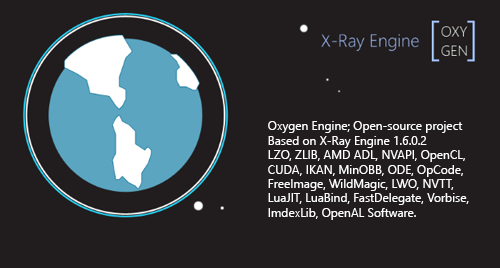 X-Ray Engine
OXY
GEN
Oxygen Engine; Open-source project
Based on X-Ray Engine 1.6.0.2
LZO, ZLIB, AMD ADL, NVAPI, OpenCL,
CUDA, IKAN, MinOBB, ODE, OpCode,
FreeImage, WildMagic, LWO, NVTT,
LuaJIT, LuaBind, FastDelegate, Vorbise,
ImdexLib, OpenAL Software.